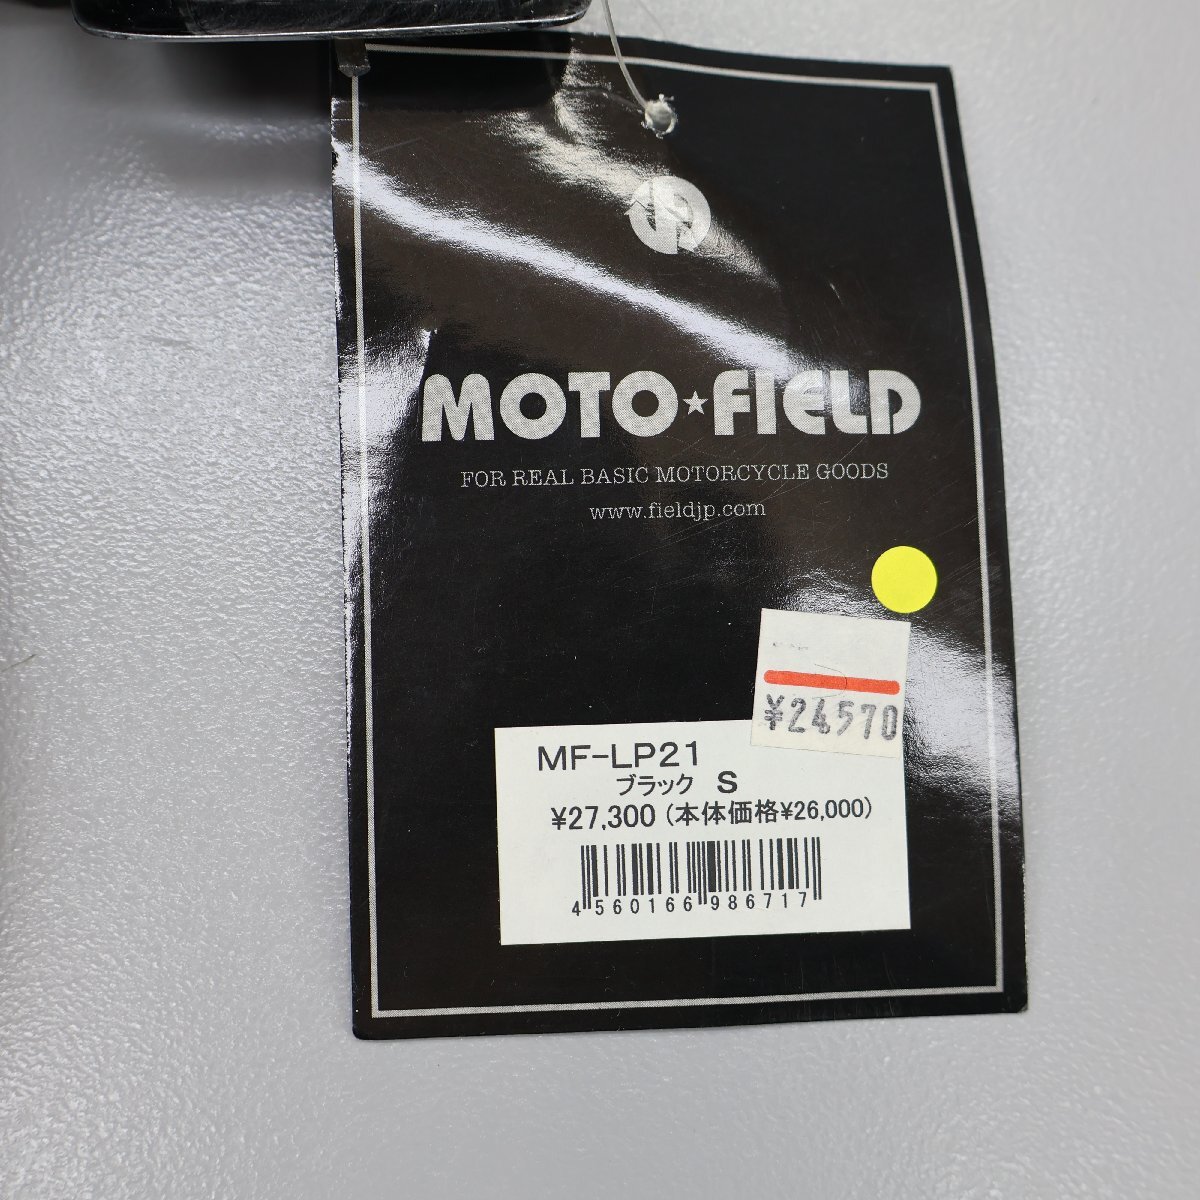 MOTO★FIELD
FOR REAL BASIC MOTORCYCLE GOODS
www.fieldjp.com
¥24570
MF-LP21
ブラック S
¥27,300(本体価格¥26,000)
4 560166 986717